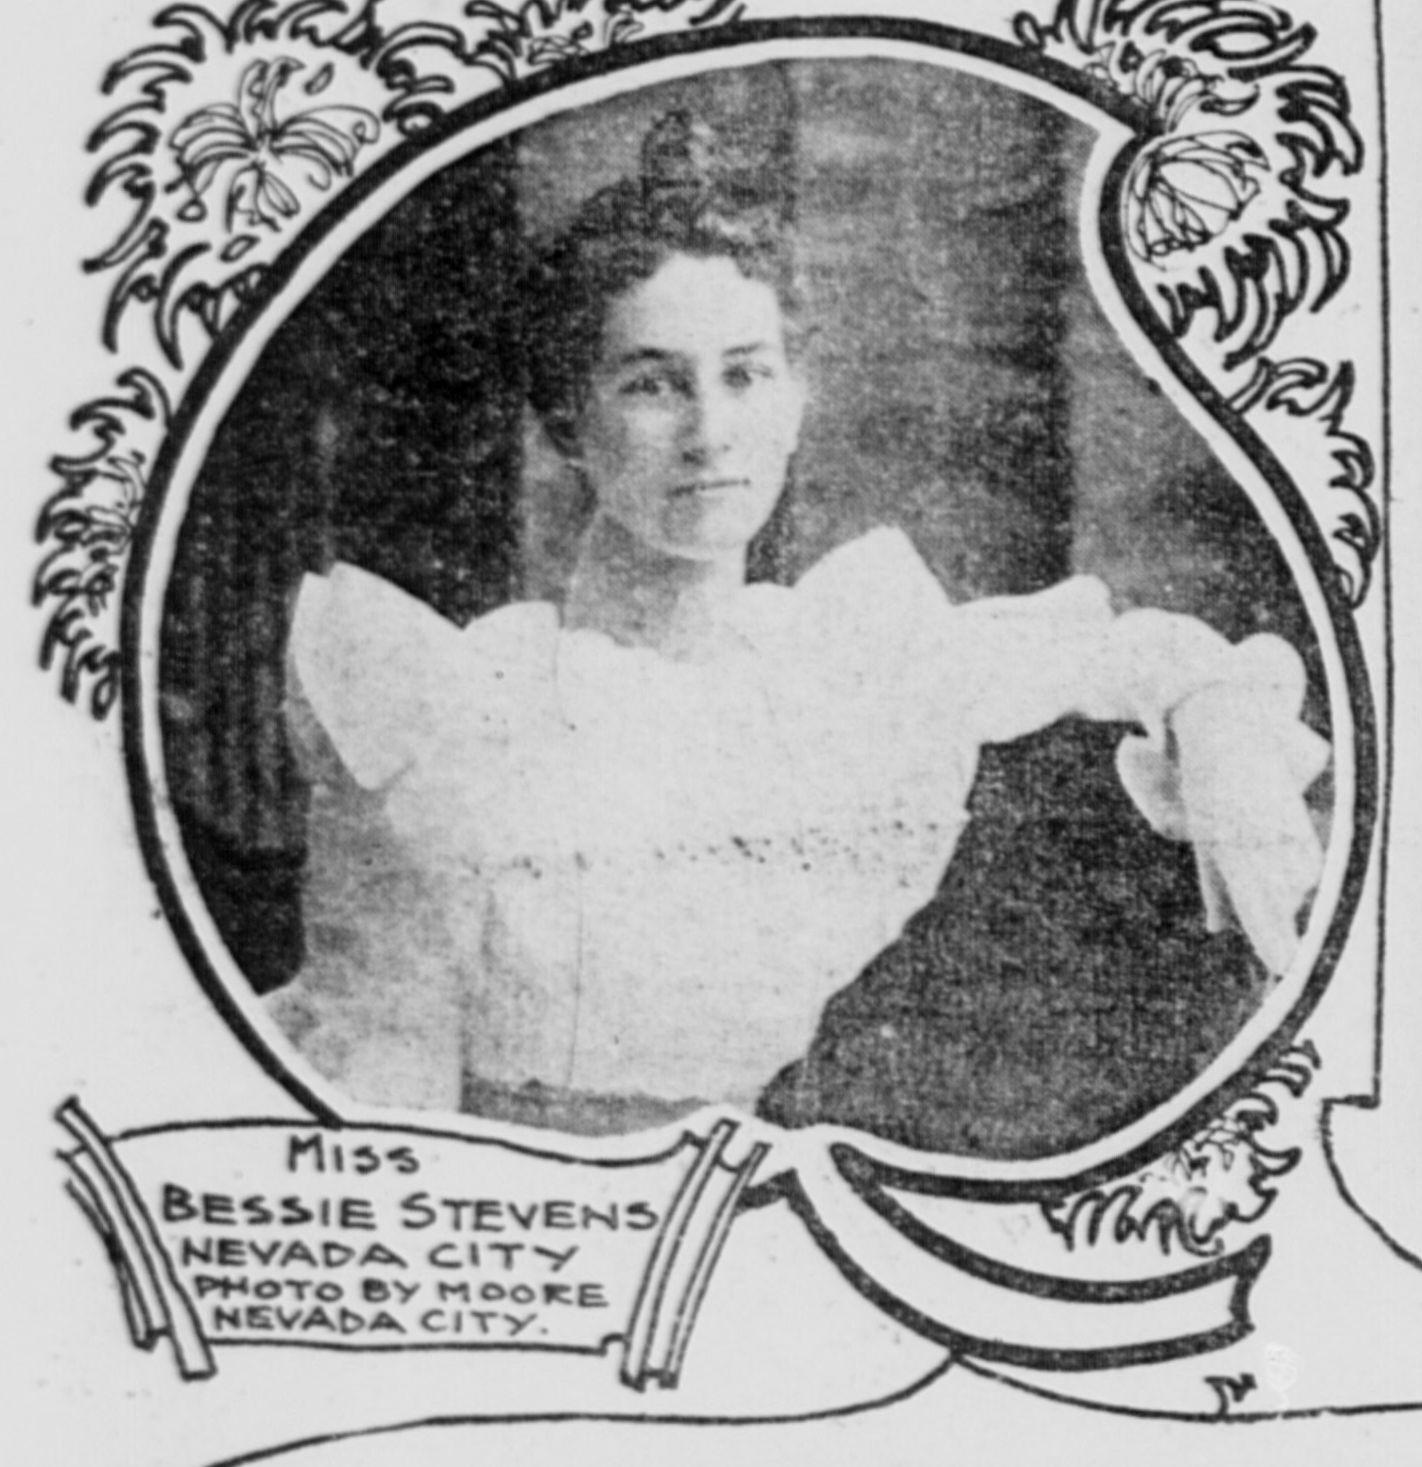 MISS
BESSIE STEVENS
NEVADA CITY
PHOTO BY MOORE
NEVADA CITY.